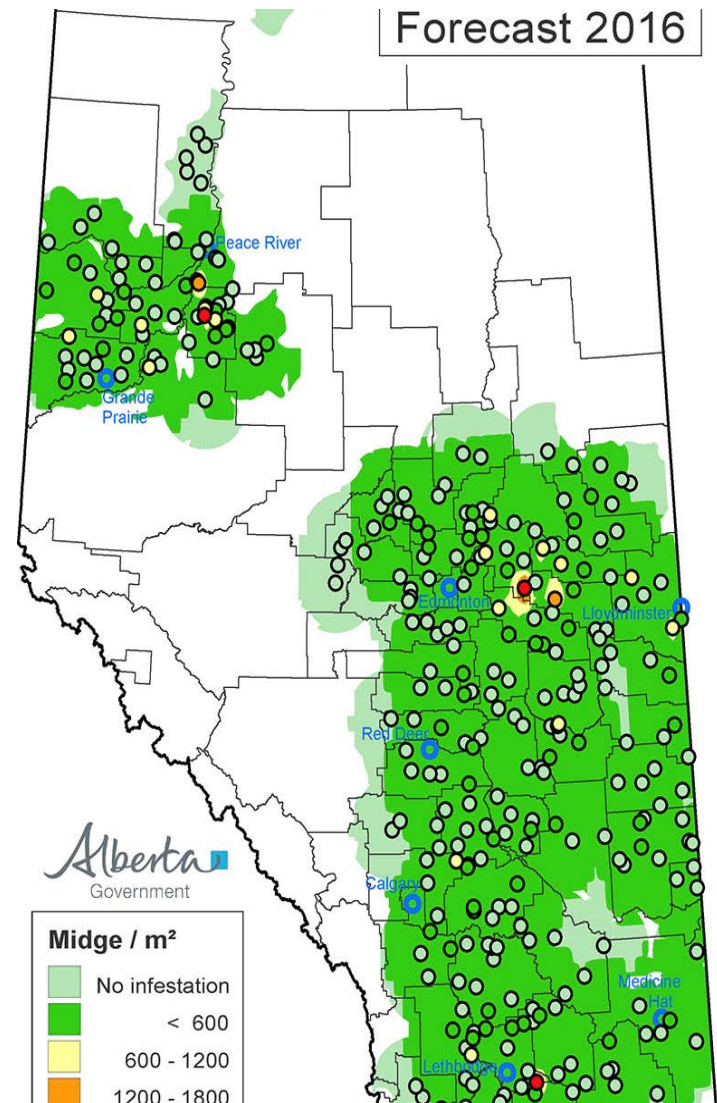 Forecast 2016
Peace River
Grande
Prairie
Edmonton
Lloydminster
Red Deer
Calgary
Medicine
Hat
Lethbridge
Alberta
Government
Midge / m²
No infestation
< 600
600 - 1200
1200 - 1800